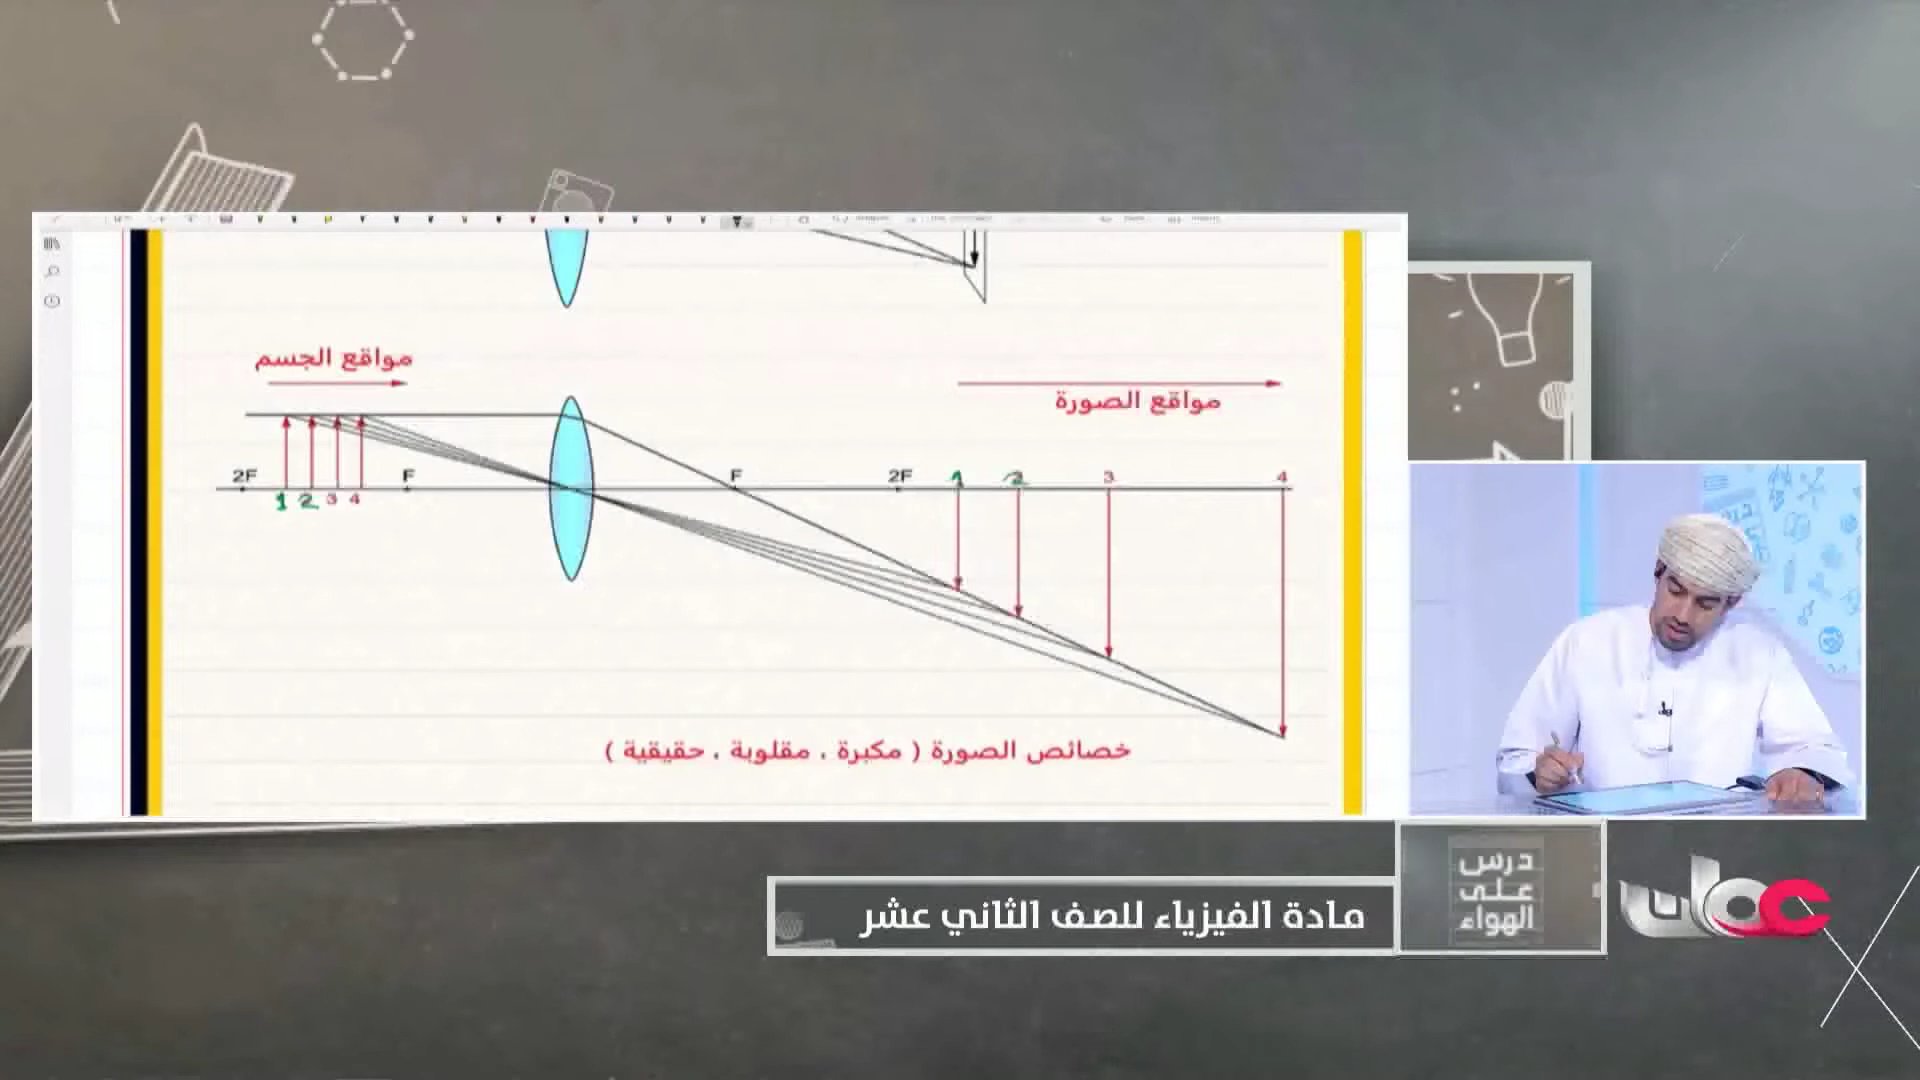 مواقع الجسم
مواقع الصورة
2F F F 2F 1 2 3 4
1 2 3 4
خصائص الصورة ( مكبرة ، مقلوبة ، حقيقية )
مادة الفيزياء للصف الثاني عشر
درس
على
الهواء
عمان